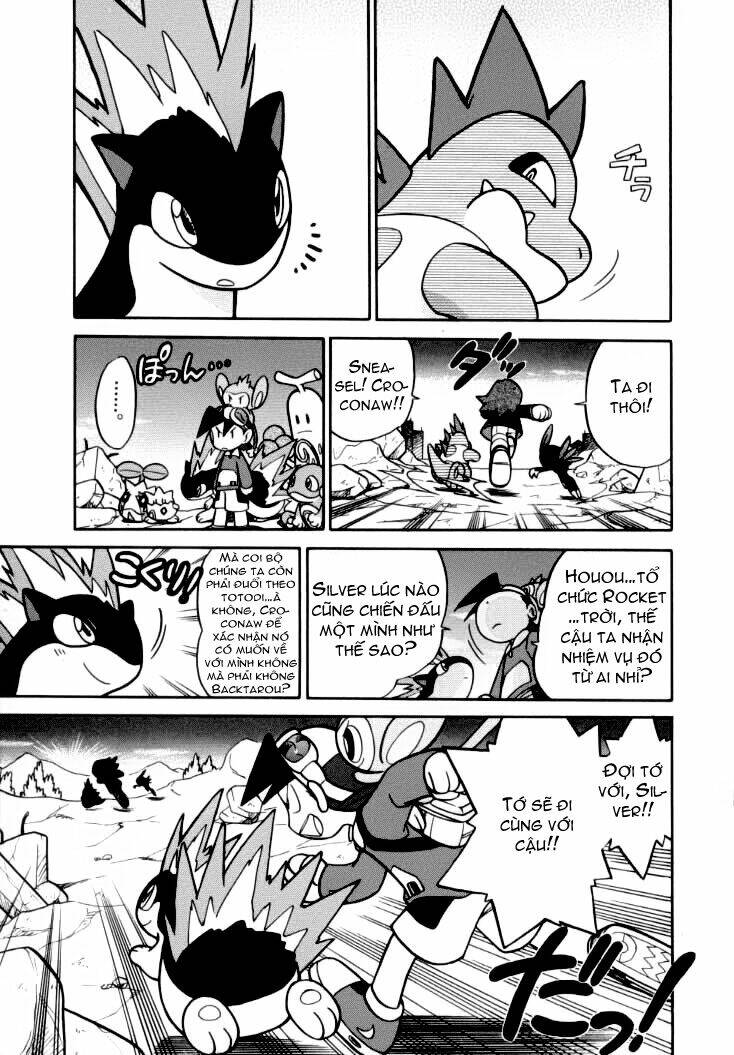 チラ
TA ĐI
THÔI!
SNEA-
SEL! CRO-
CONAW!!
ダッ
ぽつん…
………
HOUOU...TỔ
CHỨC ROCKET
...TRỜI, THẾ
CẬU TA NHẬN
NHIỆM VỤ ĐÓ
TỪ AI NHỈ?
SILVER LÚC NÀO
CŨNG CHIẾN ĐẤU
MỘT MÌNH NHƯ
THẾ SAO?
MÀ COI BỘ
CHÚNG TA CÒN
PHẢI ĐUỔI THEO
TOTODI...À
KHÔNG, CRO-
CONAW ĐỂ
XÁC NHẬN NÓ
CÓ MUỐN VỀ
VỚI MÌNH KHÔNG
MÀ PHẢI KHÔNG
BACKTAROU?
こくり!
ĐỢI TỚ
VỚI, SIL-
VER!!
TỚ SẼ ĐI
CÙNG VỚI
CẬU!!
だっ!